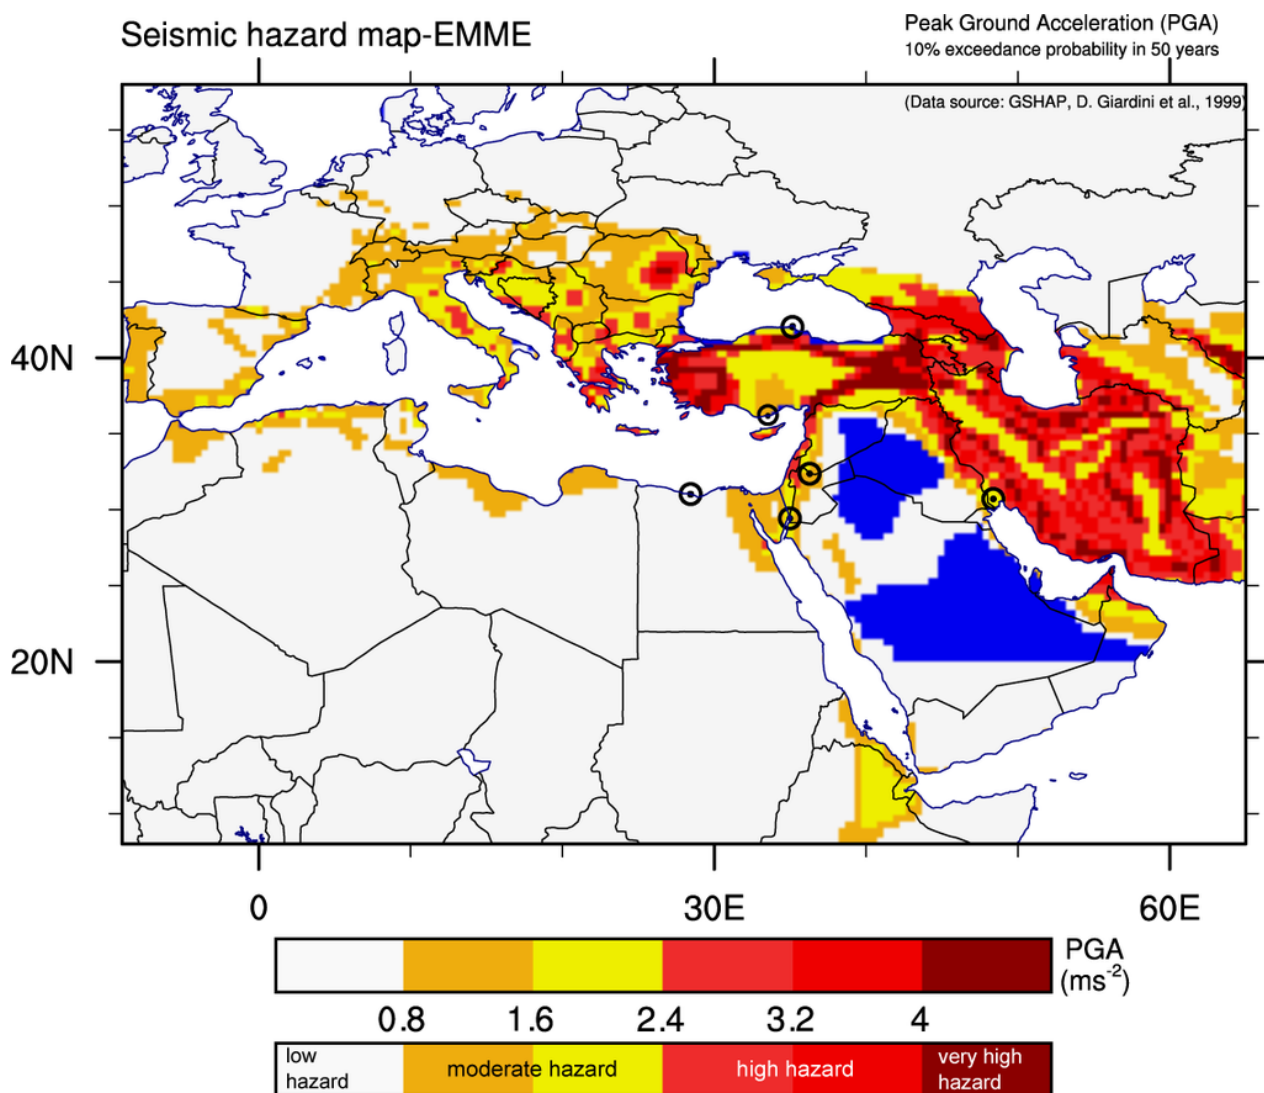 Seismic hazard map-EMME
Peak Ground Acceleration (PGA)
10% exceedance probability in 50 years
(Data source: GSHAP, D. Giardini et al., 1999)
40N
20N
0 30E 60E
PGA
(ms-2)
0.8 1.6 2.4 3.2 4
low hazard moderate hazard high hazard very high hazard